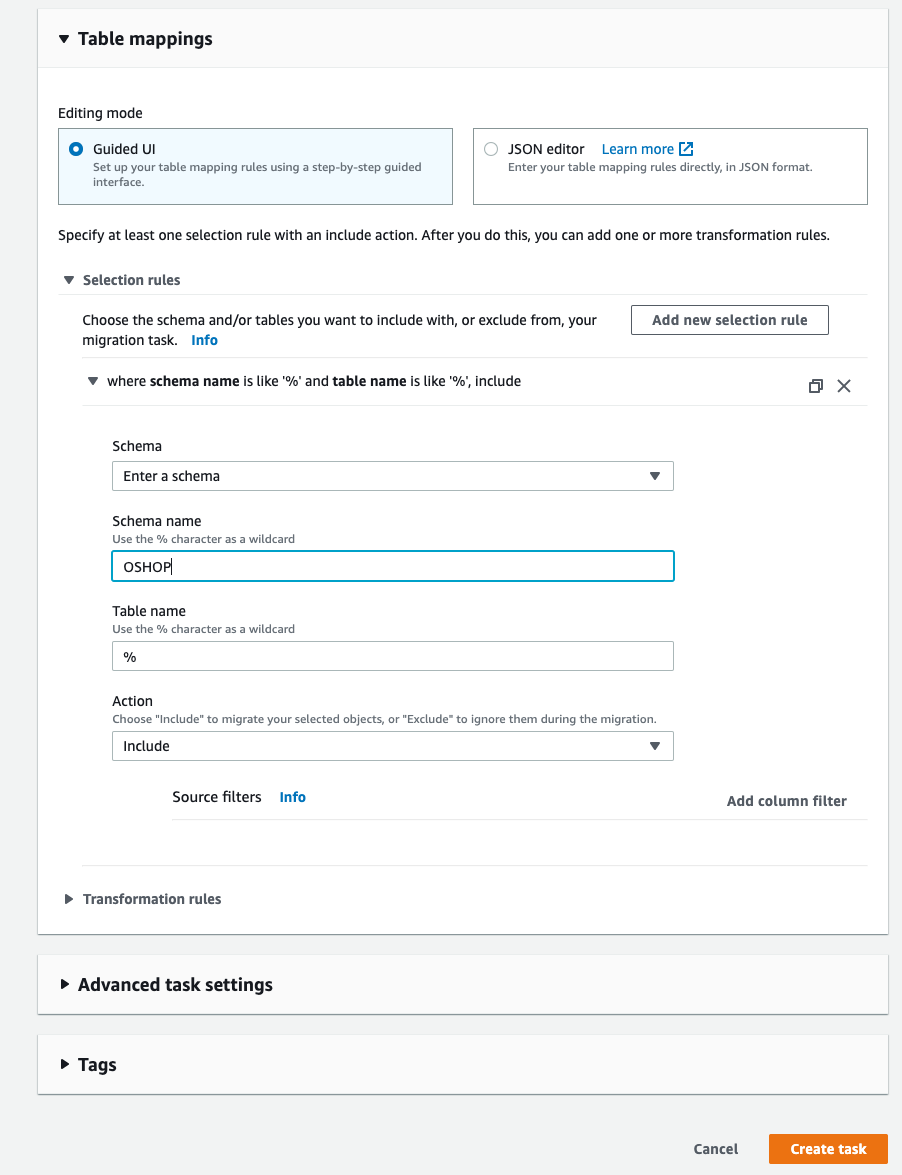 Table mappings
Editing mode
Guided UI
Set up your table mapping rules using a step-by-step guided
interface.
JSON editor Learn more
Enter your table mapping rules directly, in JSON format.
Specify at least one selection rule with an include action. After you do this, you can add one or more transformation rules.
Selection rules
Choose the schema and/or tables you want to include with, or exclude from, your
migration task. Info
Add new selection rule
where schema name is like '%' and table name is like '%', include
Schema
Enter a schema
Schema name
Use the % character as a wildcard
OSHOP
Table name
Use the % character as a wildcard
%
Action
Choose "Include" to migrate your selected objects, or "Exclude" to ignore them during the migration.
Include
Source filters Info
Add column filter
Transformation rules
Advanced task settings
Tags
Cancel
Create task